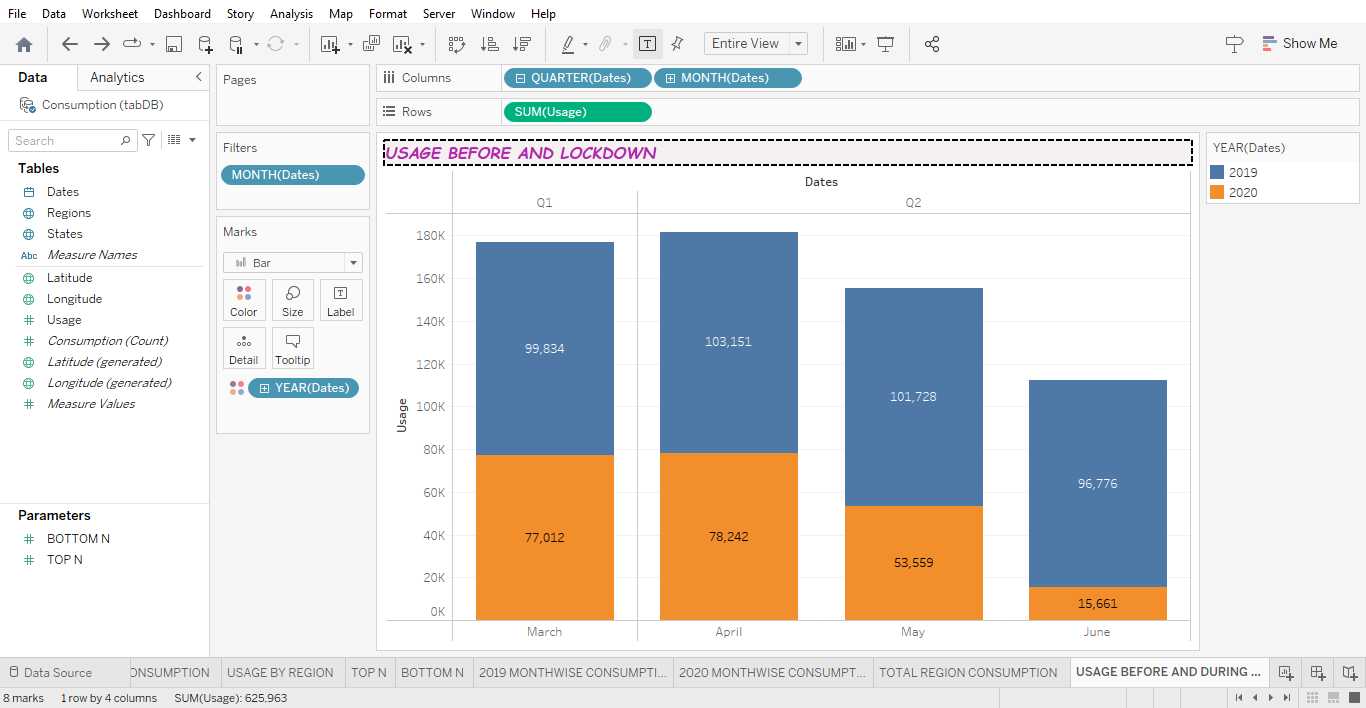 File Data Worksheet Dashboard Story Analysis Map Format Server Window Help
Entire View
Show Me
Data Analytics
Consumption (tabDB)
Search
Tables
Dates
Regions
States
Abc Measure Names
Latitude
Longitude
Usage
Consumption (Count)
Latitude (generated)
Longitude (generated)
Measure Values
Parameters
BOTTOM N
TOP N
Pages
Filters
MONTH(Dates)
Marks
Bar
Color Size Label
Detail Tooltip
YEAR(Dates)
Columns QUARTER(Dates) MONTH(Dates)
Rows SUM(Usage)
USAGE BEFORE AND LOCKDOWN
Dates
Q1 Q2
Usage
180K
160K
140K
120K
100K
80K
60K
40K
20K
0K
99,834
103,151
101,728
96,776
77,012
78,242
53,559
15,661
March April May June
YEAR(Dates)
2019
2020
Data Source ONSUMPTION USAGE BY REGION TOP N BOTTOM N 2019 MONTHWISE CONSUMPTI... 2020 MONTHWISE CONSUMPT... TOTAL REGION CONSUMPTION USAGE BEFORE AND DURING ...
8 marks 1 row by 4 columns SUM(Usage): 625,963